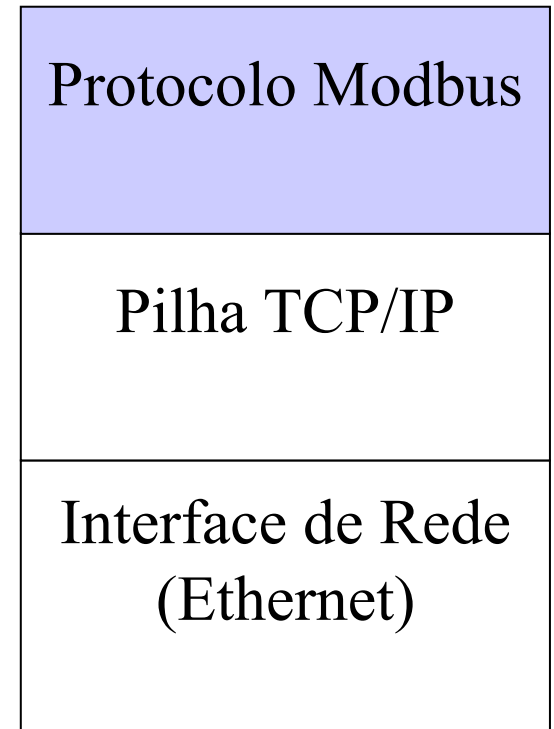 Protocolo Modbus
Pilha TCP/IP
Interface de Rede
(Ethernet)